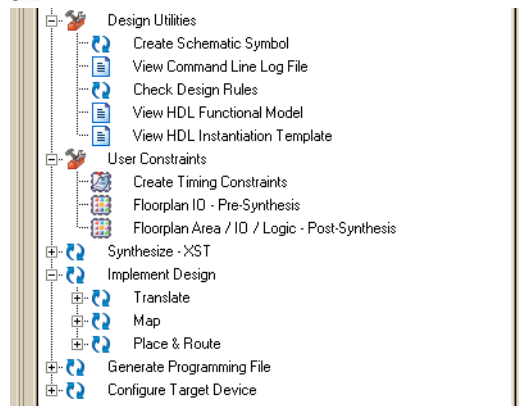 Design Utilities
Create Schematic Symbol
View Command Line Log File
Check Design Rules
View HDL Functional Model
View HDL Instantiation Template
User Constraints
Create Timing Constraints
Floorplan IO - Pre-Synthesis
Floorplan Area / IO / Logic - Post-Synthesis
Synthesize - XST
Implement Design
Translate
Map
Place & Route
Generate Programming File
Configure Target Device